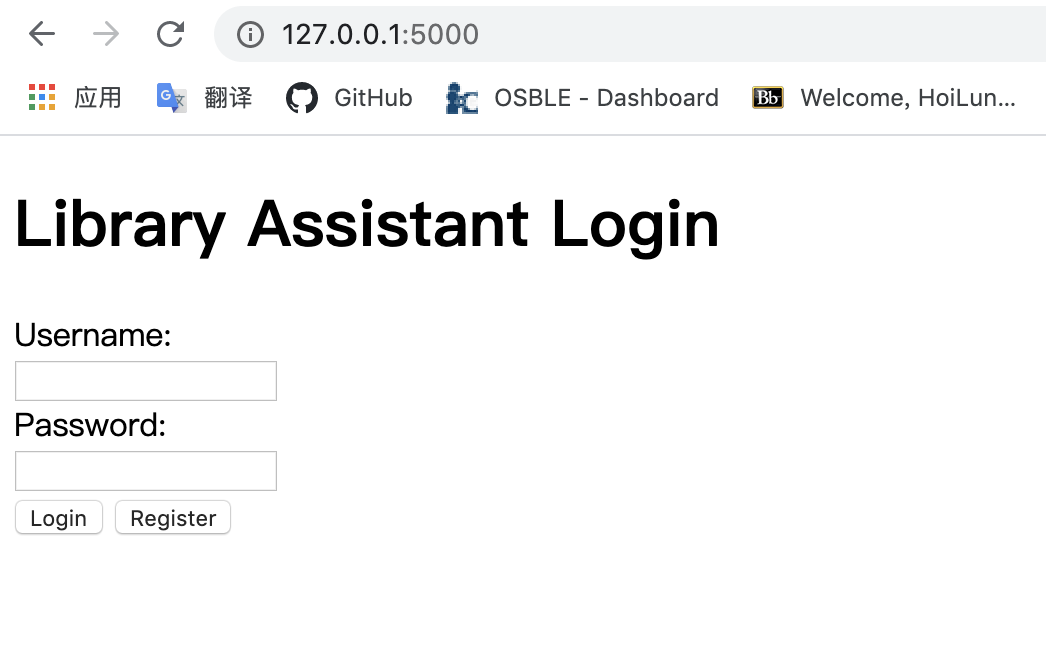 127.0.0.1:5000
应用 翻译 GitHub OSBLE - Dashboard Bb Welcome, HoiLun...
Library Assistant Login
Username:
Password:
Login Register